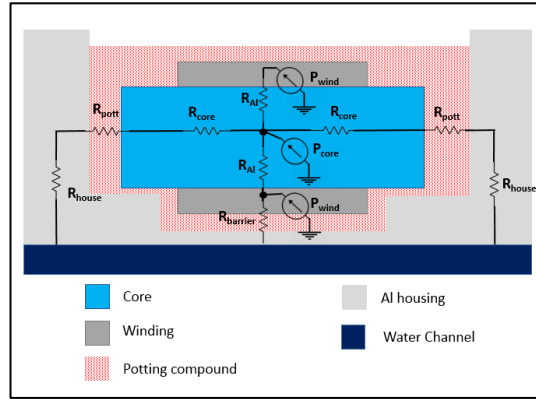 P_wind
R_Al
R_pott
R_core
R_core
R_pott
P_core
R_Al
R_house
R_house
P_wind
R_barrier
Core
Al housing
Winding
Water Channel
Potting compound